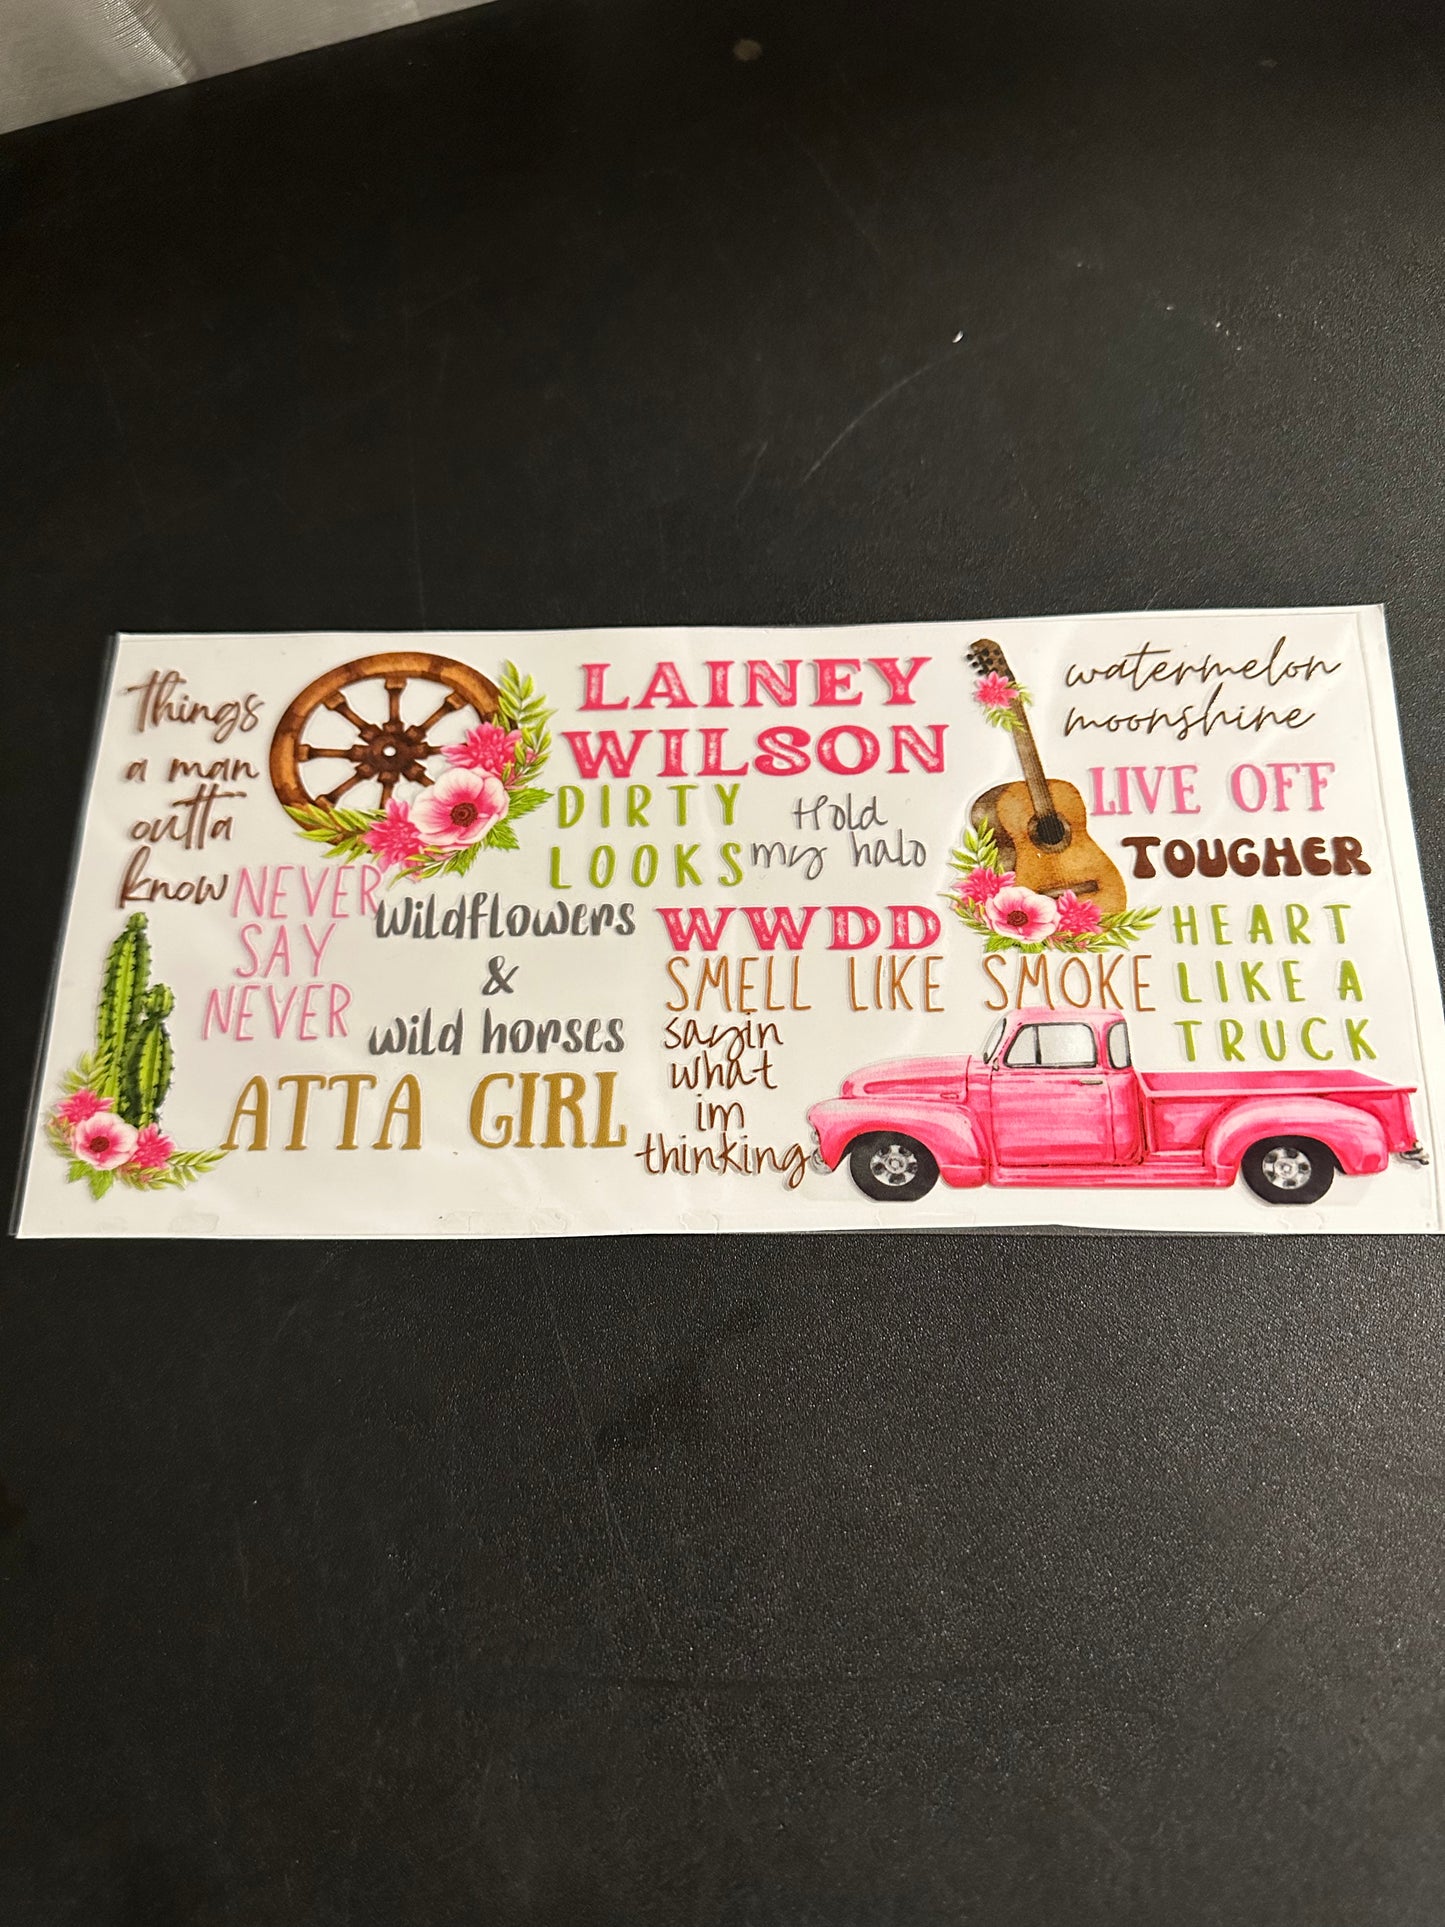 things
a man
outta
know
LAINEY
WILSON
DIRTY
LOOKS
Hold
my halo
watermelon
moonshine
LIVE OFF
TOUGHER
NEVER
SAY
NEVER
wildflowers
&
wild horses
WWDD
SMELL LIKE SMOKE
HEART
LIKE A
TRUCK
ATTA GIRL
sayin
what
im
thinking